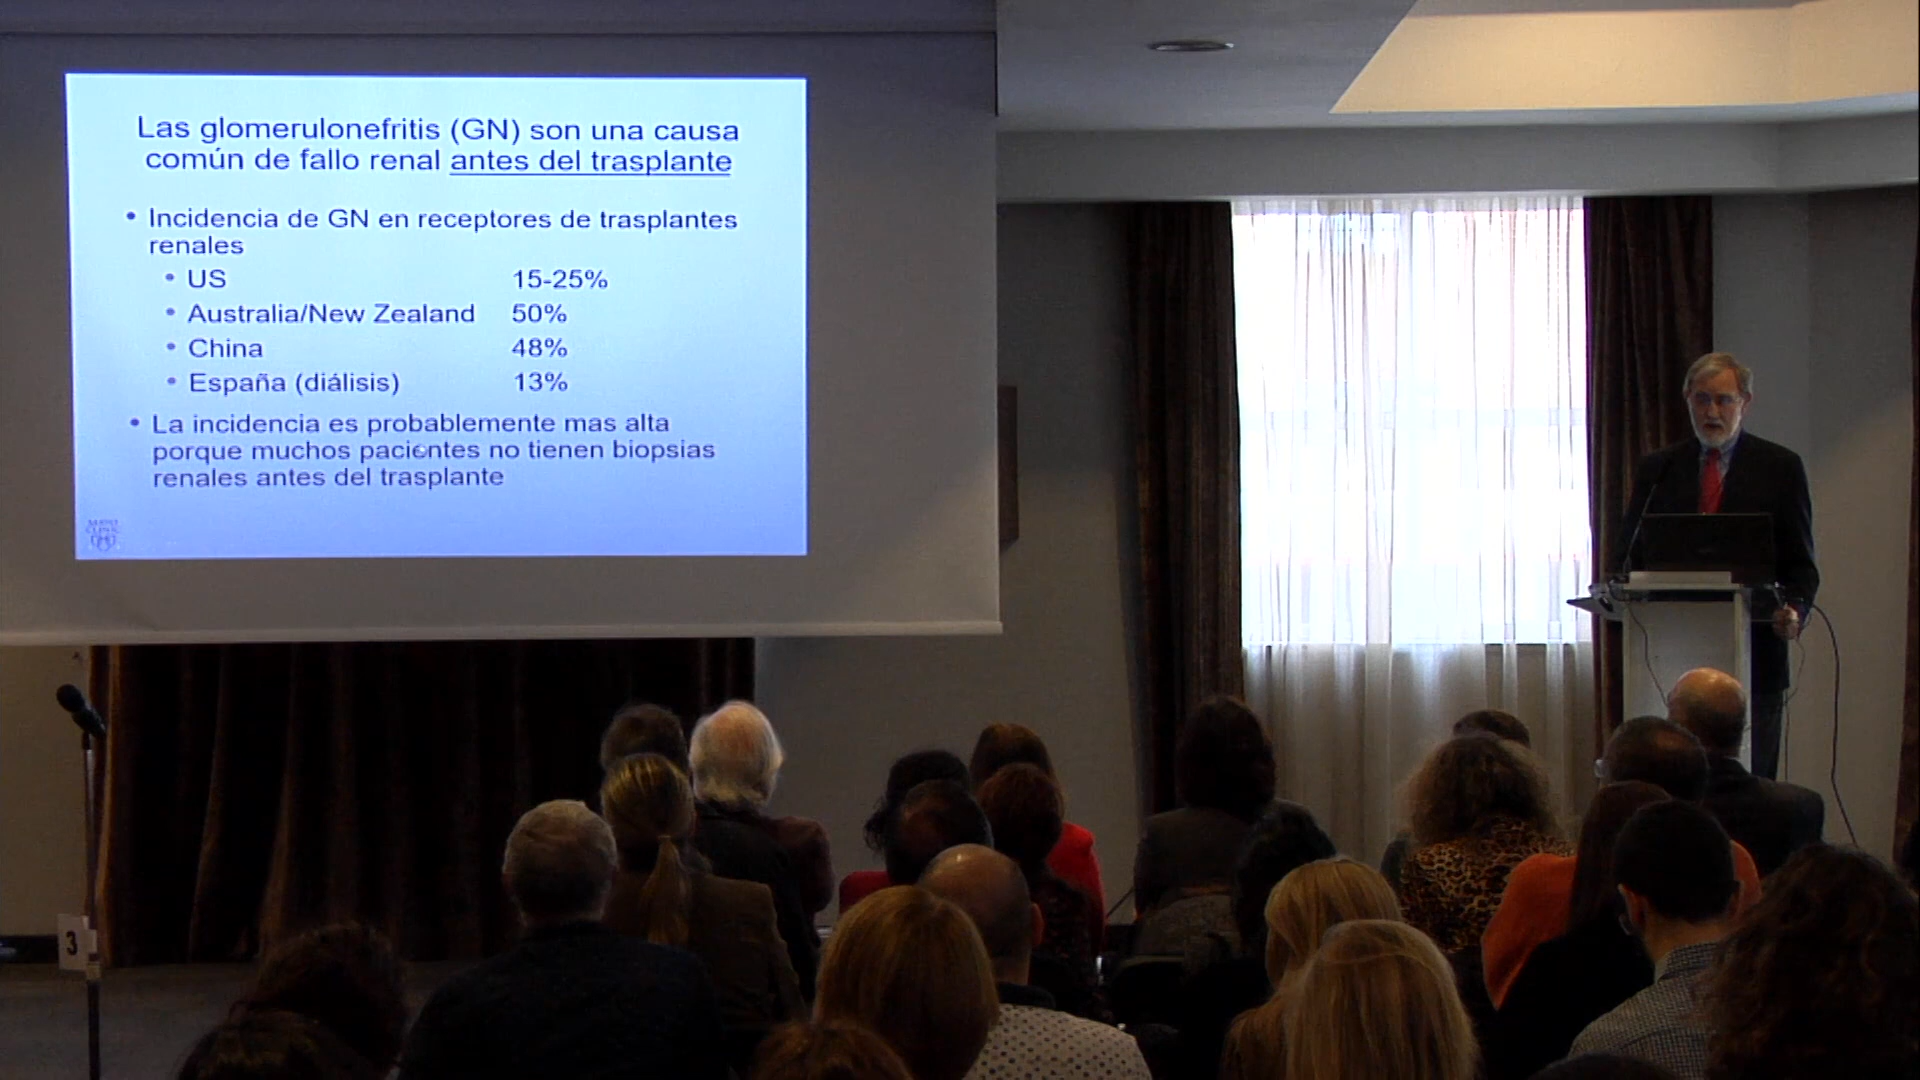 Las glomerulonefritis (GN) son una causa
común de fallo renal antes del trasplante
• Incidencia de GN en receptores de trasplantes
renales
• US 15-25%
• Australia/New Zealand 50%
• China 48%
• España (diálisis) 13%
• La incidencia es probablemente mas alta
porque muchos pacientes no tienen biopsias
renales antes del trasplante
MAYO
CLINIC
3